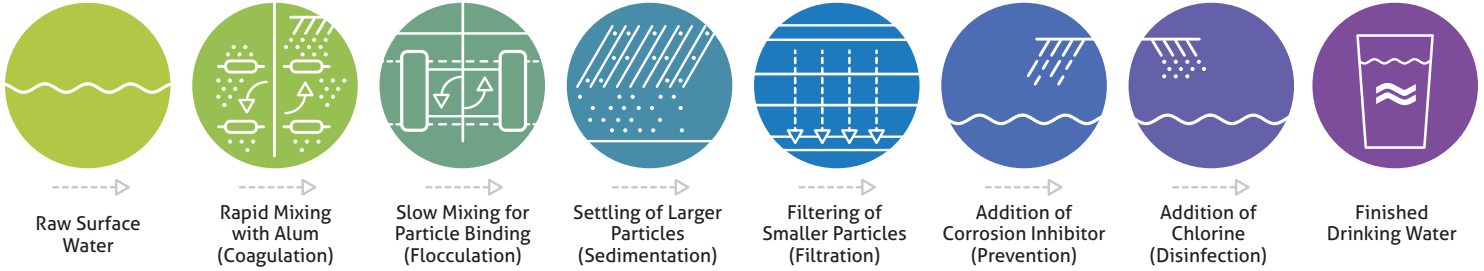 Raw Surface
Water
Rapid Mixing
with Alum
(Coagulation)
Slow Mixing for
Particle Binding
(Flocculation)
Settling of Larger
Particles
(Sedimentation)
Filtering of
Smaller Particles
(Filtration)
Addition of
Corrosion Inhibitor
(Prevention)
Addition of
Chlorine
(Disinfection)
Finished
Drinking Water